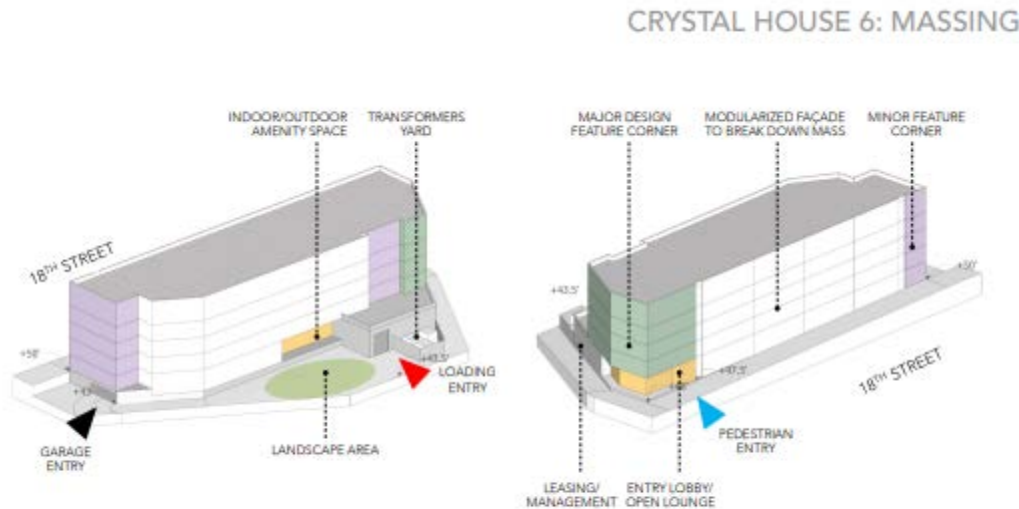 CRYSTAL HOUSE 6: MASSING
INDOOR/OUTDOOR
AMENITY SPACE
TRANSFORMERS
YARD
18TH STREET
+43.5'
LOADING
ENTRY
GARAGE
ENTRY
LANDSCAPE AREA
MAJOR DESIGN
FEATURE CORNER
MODULARIZED FAÇADE
TO BREAK DOWN MASS
MINOR FEATURE
CORNER
+43.5'
+47.5'
18TH STREET
PEDESTRIAN
ENTRY
LEASING/
MANAGEMENT
ENTRY LOBBY/
OPEN LOUNGE